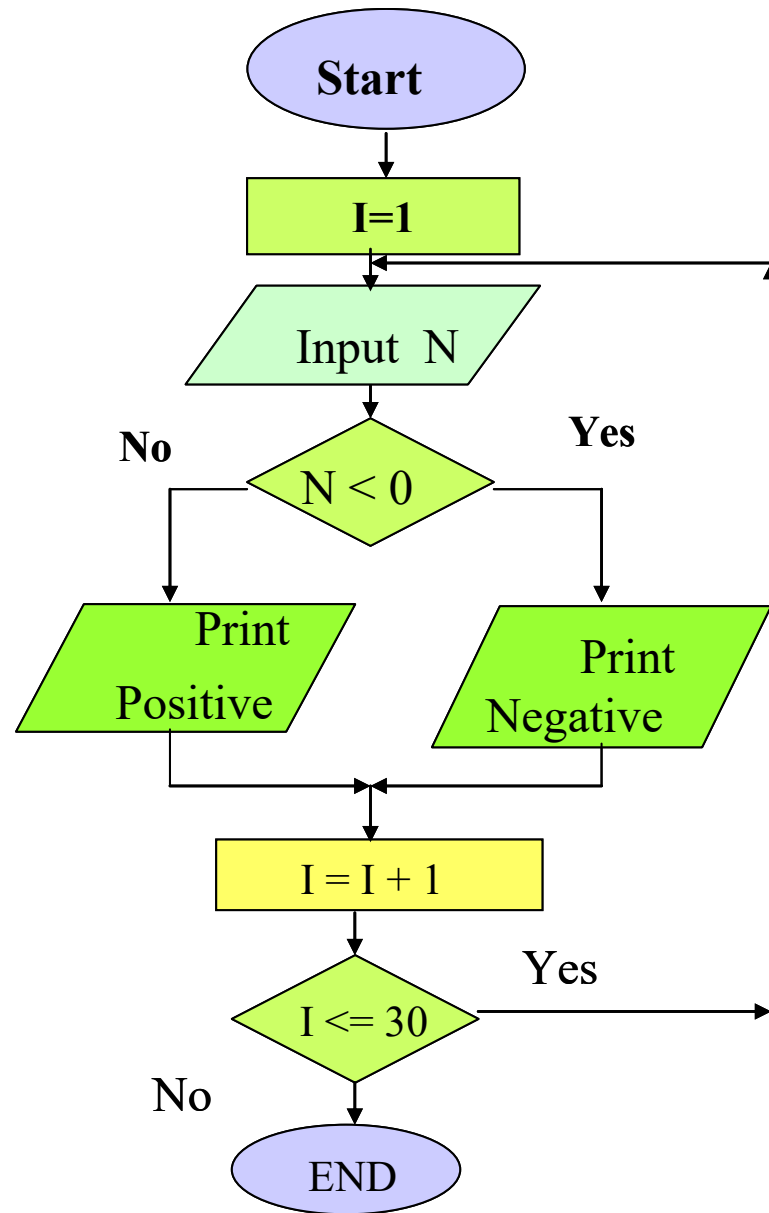 Start
I=1
Input N
No
Yes
N < 0
Print
Positive
Print
Negative
I = I + 1
Yes
I <= 30
No
END